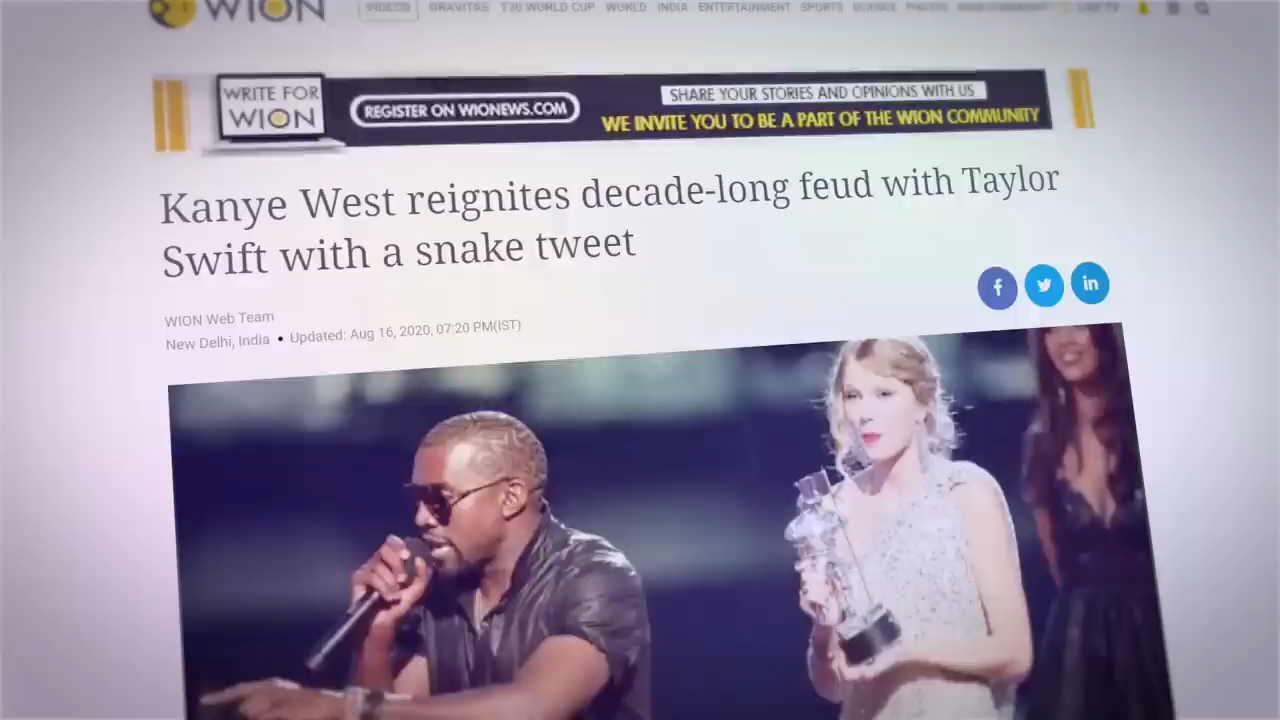 WION
VIDEOS GRAVITAS T20 WORLD CUP WORLD INDIA ENTERTAINMENT SPORTS SCIENCE PHOTOS
WRITE FOR
WION
REGISTER ON WIONEWS.COM
SHARE YOUR STORIES AND OPINIONS WITH US
WE INVITE YOU TO BE A PART OF THE WION COMMUNITY
Kanye West reignites decade-long feud with Taylor
Swift with a snake tweet
WION Web Team
New Delhi, India • Updated: Aug 16, 2020, 07:20 PM(IST)